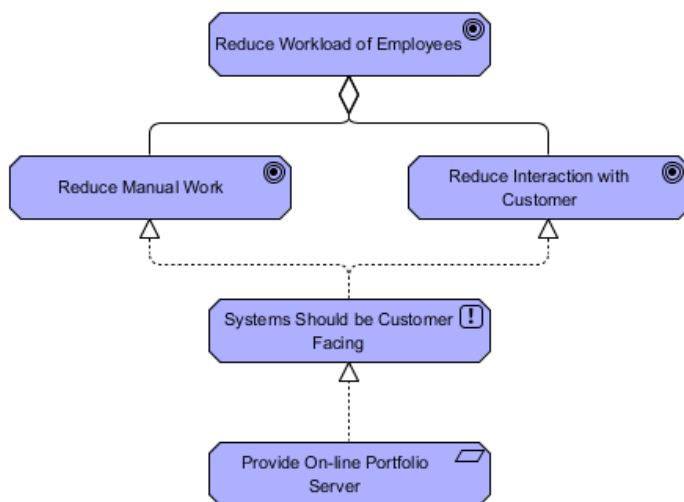 Reduce Workload of Employees
Reduce Manual Work
Reduce Interaction with
Customer
Systems Should be Customer
Facing
Provide On-line Portfolio
Server